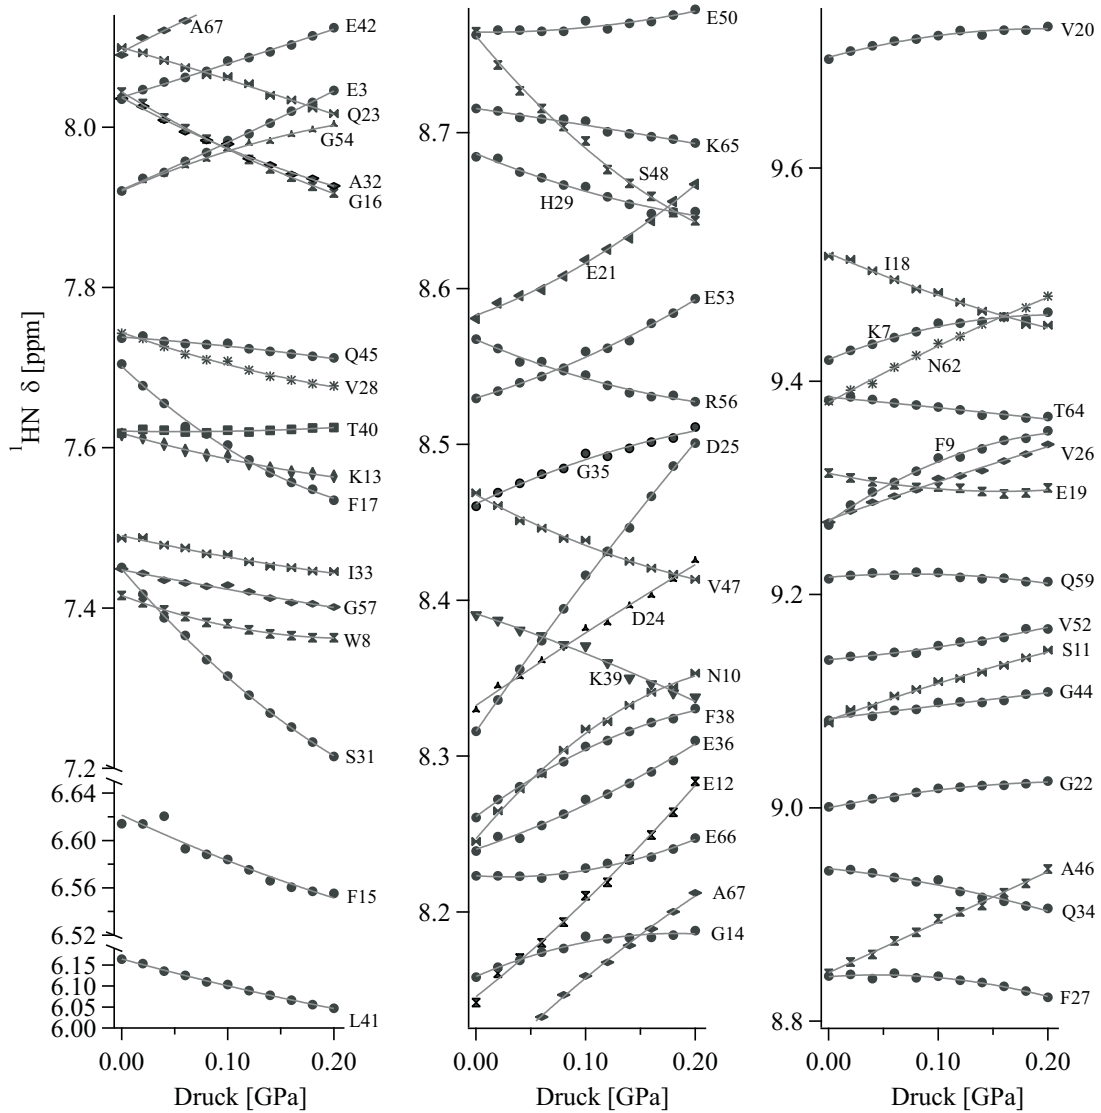 ¹HN δ [ppm]
8.0
7.8
7.6
7.4
7.2
6.64
6.60
6.56
6.52
6.15
6.10
6.05
6.00
A67
E42
E3
Q23
G54
A32
G16
Q45
V28
T40
K13
F17
I33
G57
W8
S31
F15
L41
0.00
0.10
0.20
Druck [GPa]
8.7
8.6
8.5
8.4
8.3
8.2
E50
K65
S48
H29
E21
E53
R56
D25
G35
V47
D24
K39
N10
F38
E36
E12
E66
A67
G14
0.00
0.10
0.20
Druck [GPa]
9.6
9.4
9.2
9.0
8.8
V20
I18
K7
N62
T64
F9
V26
E19
Q59
V52
S11
G44
G22
A46
Q34
F27
0.00
0.10
0.20
Druck [GPa]